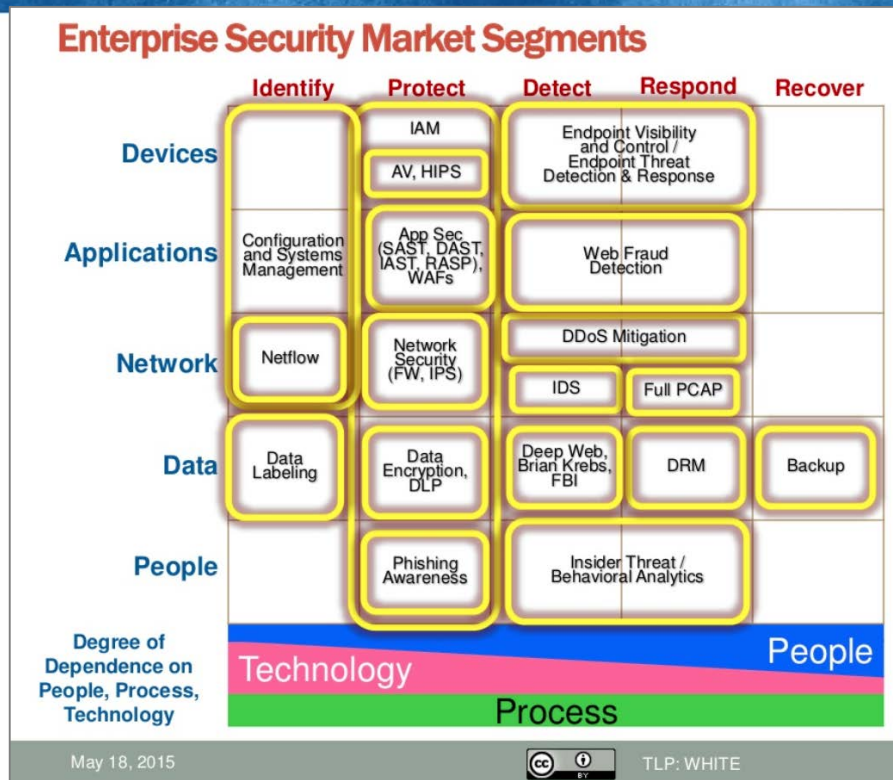 Enterprise Security Market Segments
Identify
Protect
Detect
Respond
Recover
Devices
IAM
AV, HIPS
Endpoint Visibility
and Control /
Endpoint Threat
Detection & Response
Applications
Configuration
and Systems
Management
App Sec
(SAST, DAST,
IAST, RASP),
WAFs
Web Fraud
Detection
Network
Netflow
Network
Security
(FW, IPS)
DDoS Mitigation
IDS
Full PCAP
Data
Data
Labeling
Data
Encryption,
DLP
Deep Web,
Brian Krebs,
FBI
DRM
Backup
People
Phishing
Awareness
Insider Threat /
Behavioral Analytics
Degree of
Dependence on
People, Process,
Technology
Technology
People
Process
May 18, 2015
cc
BY
TLP: WHITE